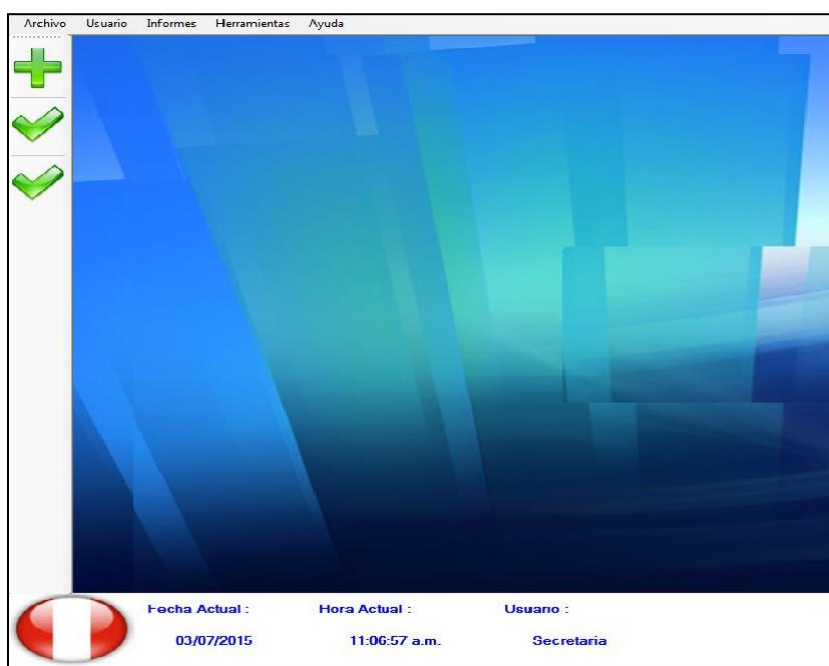 Archivo Usuario Informes Herramientas Ayuda
Fecha Actual : Hora Actual : Usuario :
03/07/2015 11:06:57 a.m. Secretaria